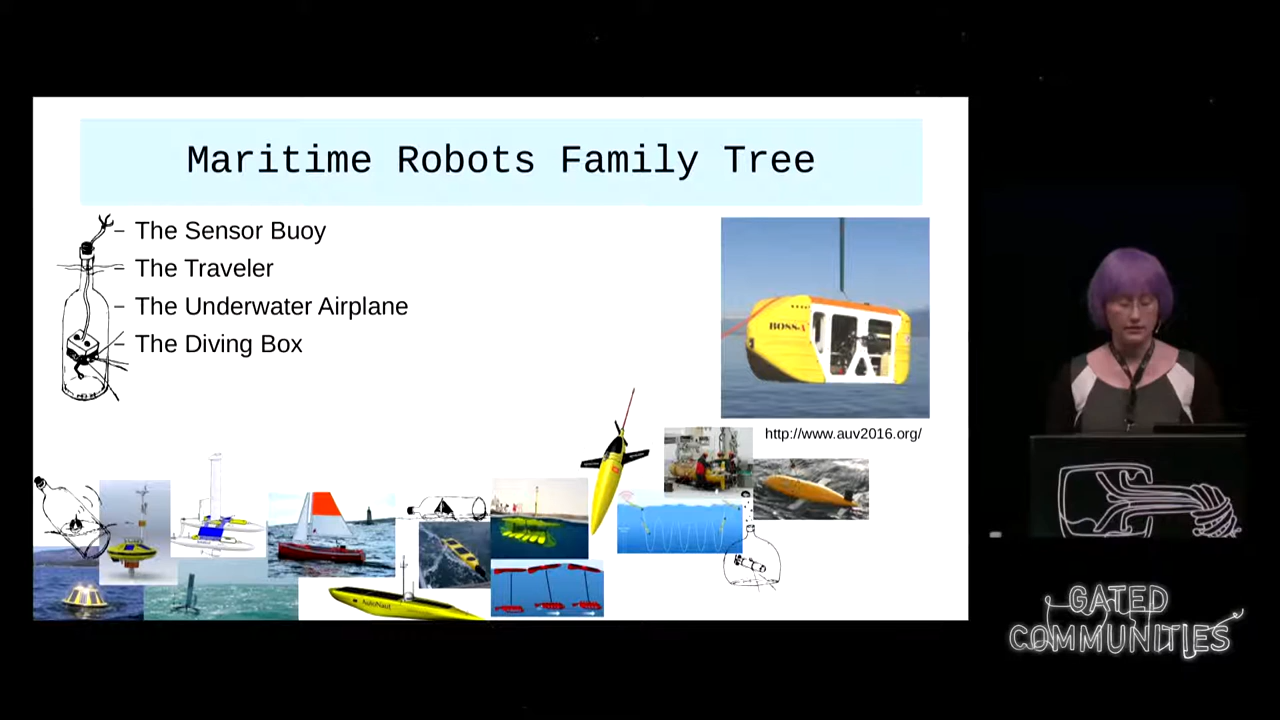 Maritime Robots Family Tree
– The Sensor Buoy
– The Traveler
– The Underwater Airplane
– The Diving Box
BOSSA
http://www.auv2016.org/
AutoNaut
GATED
COMMUNITIES